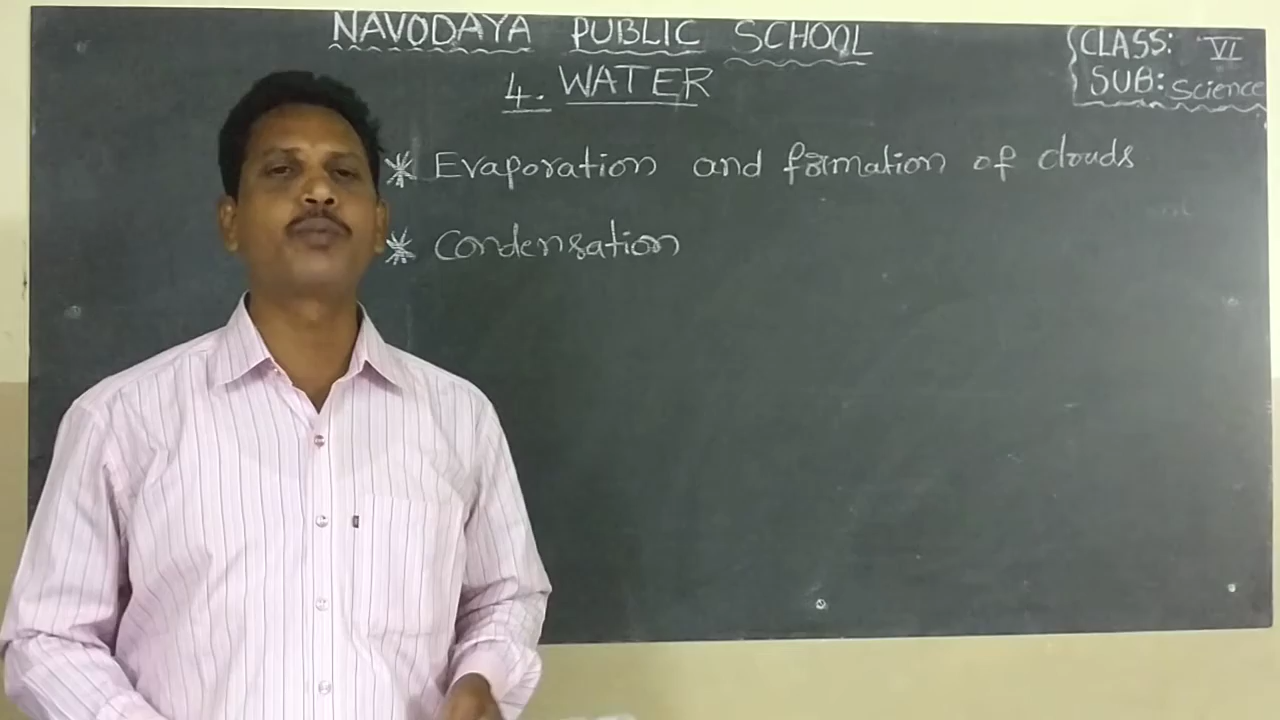 NAVODAYA PUBLIC SCHOOL
CLASS: VI
SUB: Science
4. WATER
* Evaporation and formation of clouds
* Condensation